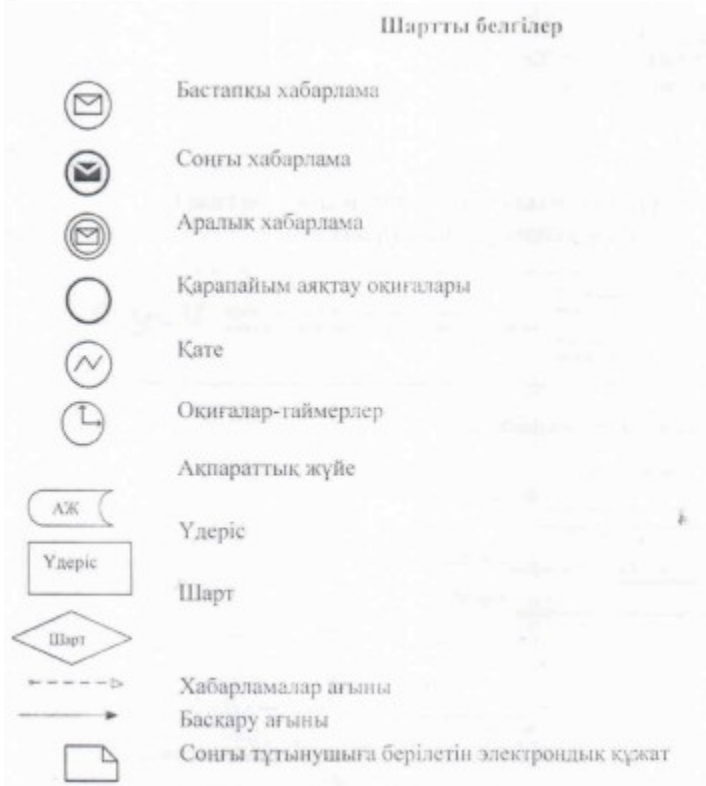 Шартты белгілер
Бастапқы хабарлама
Соңғы хабарлама
Аралық хабарлама
Қарапайым аяқтау оқиғалары
Қате
Оқиғалар-таймерлер
Ақпараттық жүйе
АЖ
Үдеріс
Үдеріс
Шарт
Шарт
Хабарламалар ағыны
Басқару ағыны
Соңғы тұтынушыға берілетін электрондық құжат